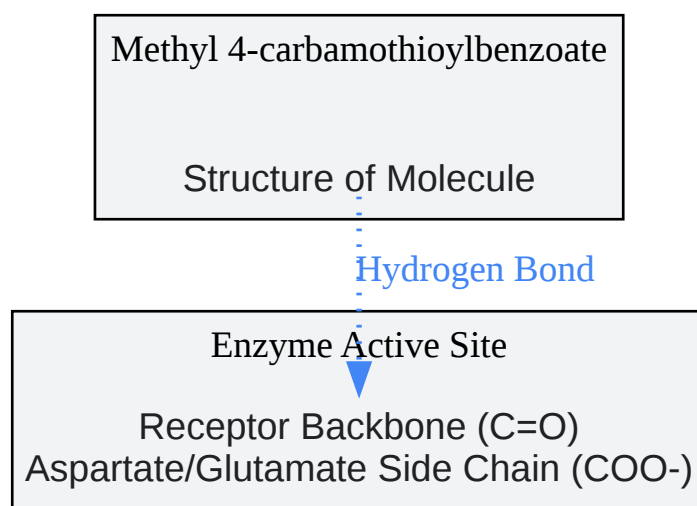 Methyl 4-carbamothioylbenzoate
Structure of Molecule
Hydrogen Bond
Enzyme Active Site
Receptor Backbone (C=O)
Aspartate/Glutamate Side Chain (COO-)